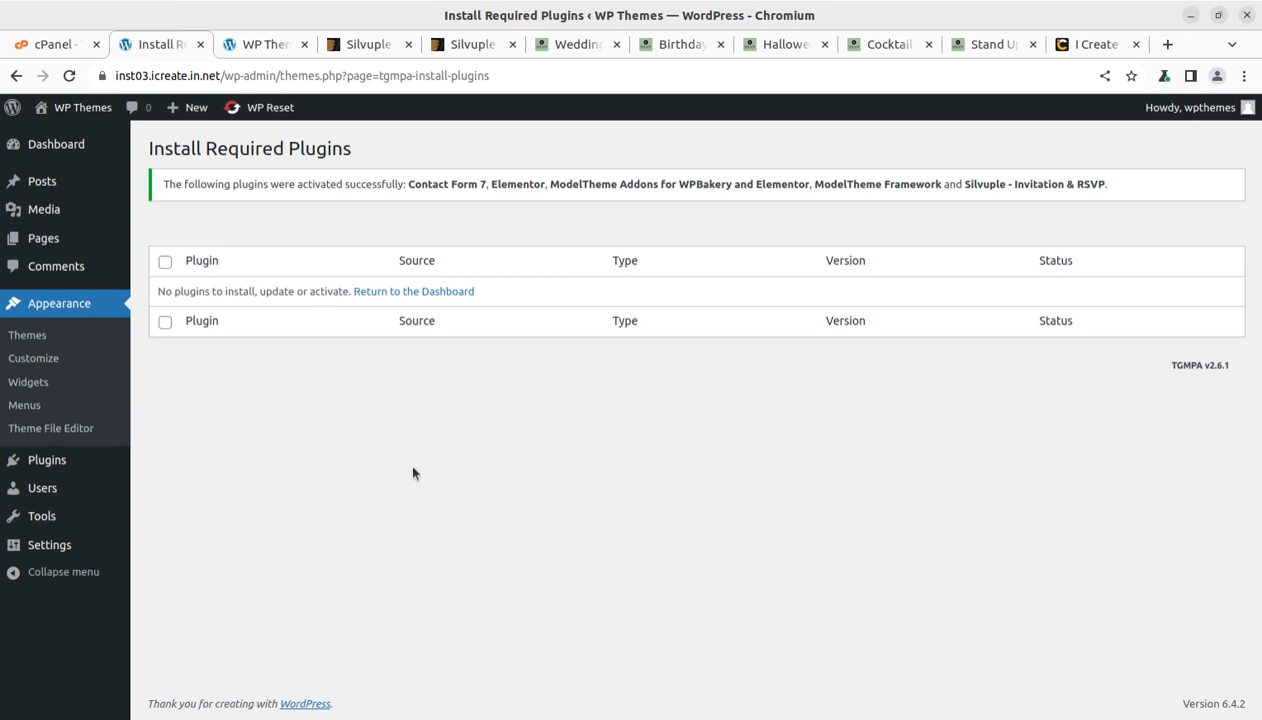 Install Required Plugins ‹ WP Themes — WordPress - Chromium
cPanel -
Install R
WP Then
Silvuple
Silvuple
Wedding
Birthday
Hallowe
Cocktail
Stand U
I Create
inst03.icreate.in.net/wp-admin/themes.php?page=tgmpa-install-plugins
WP Themes 0 New WP Reset Howdy, wpthemes
Dashboard
Posts
Media
Pages
Comments
Appearance
Themes
Customize
Widgets
Menus
Theme File Editor
Plugins
Users
Tools
Settings
Collapse menu
Install Required Plugins
The following plugins were activated successfully: Contact Form 7, Elementor, ModelTheme Addons for WPBakery and Elementor, ModelTheme Framework and Silvuple - Invitation & RSVP.
Plugin Source Type Version Status
No plugins to install, update or activate. Return to the Dashboard
Plugin Source Type Version Status
TGMPA v2.6.1
Thank you for creating with WordPress. Version 6.4.2